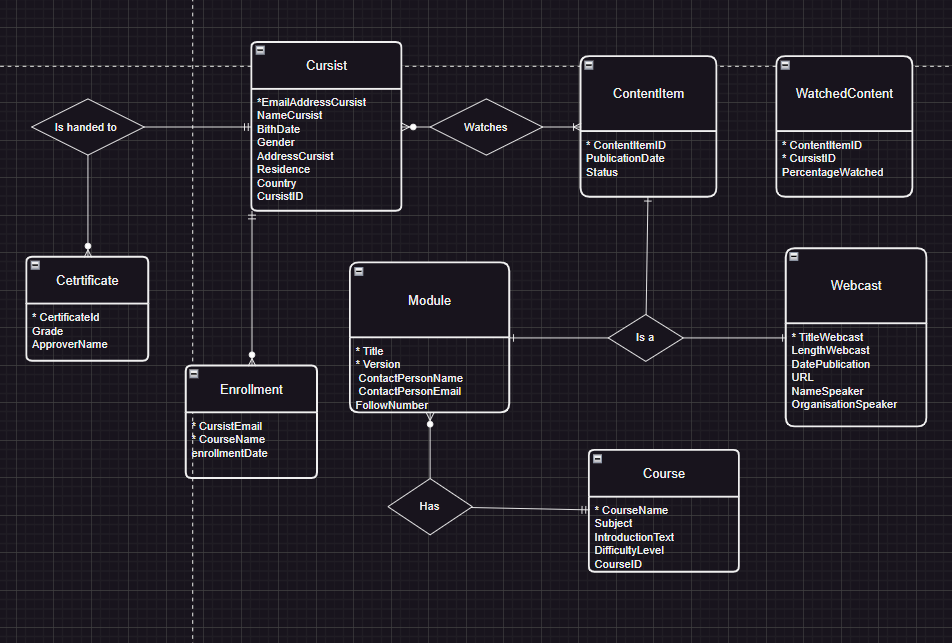 Cursist
*EmailAddressCursist
NameCursist
BithDate
Gender
AddressCursist
Residence
Country
CursistID
Is handed to
Watches
ContentItem
* ContentItemID
PublicationDate
Status
WatchedContent
* ContentItemID
* CursistID
PercentageWatched
Cetrtificate
* CertificateId
Grade
ApproverName
Module
* Title
* Version
ContactPersonName
ContactPersonEmail
FollowNumber
Is a
Webcast
* TitleWebcast
LengthWebcast
DatePublication
URL
NameSpeaker
OrganisationSpeaker
Enrollment
* CursistEmail
* CourseName
enrollmentDate
Has
Course
* CourseName
Subject
IntroductionText
DifficultyLevel
CourseID